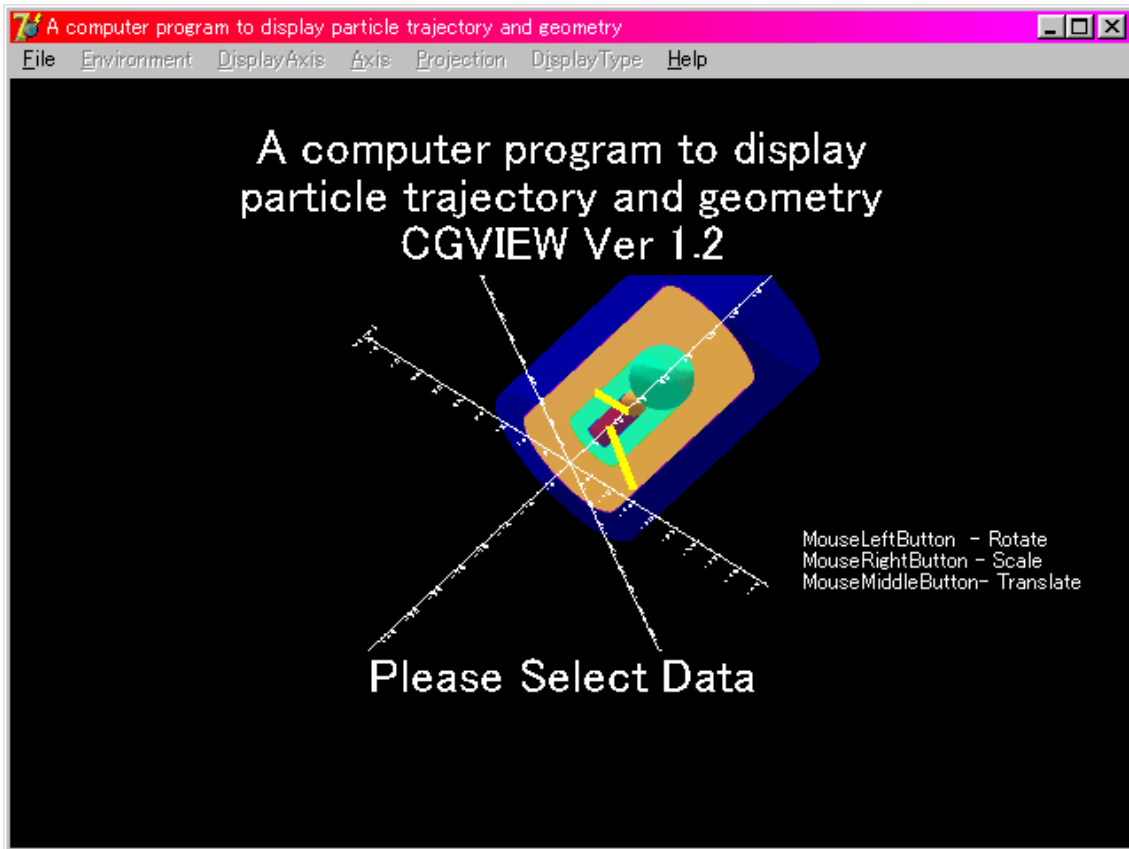 A computer program to display particle trajectory and geometry
File Environment DisplayAxis Axis Projection DisplayType Help
A computer program to display
particle trajectory and geometry
CGVIEW Ver 1.2
MouseLeftButton - Rotate
MouseRightButton - Scale
MouseMiddleButton- Translate
Please Select Data